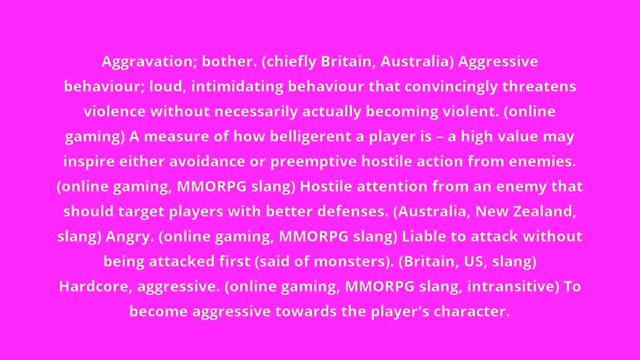 Aggravation; bother. (chiefly Britain, Australia) Aggressive
behaviour; loud, intimidating behaviour that convincingly threatens
violence without necessarily actually becoming violent. (online
gaming) A measure of how belligerent a player is – a high value may
inspire either avoidance or preemptive hostile action from enemies.
(online gaming, MMORPG slang) Hostile attention from an enemy that
should target players with better defenses. (Australia, New Zealand,
slang) Angry. (online gaming, MMORPG slang) Liable to attack without
being attacked first (said of monsters). (Britain, US, slang)
Hardcore, aggressive. (online gaming, MMORPG slang, intransitive) To
become aggressive towards the player's character.